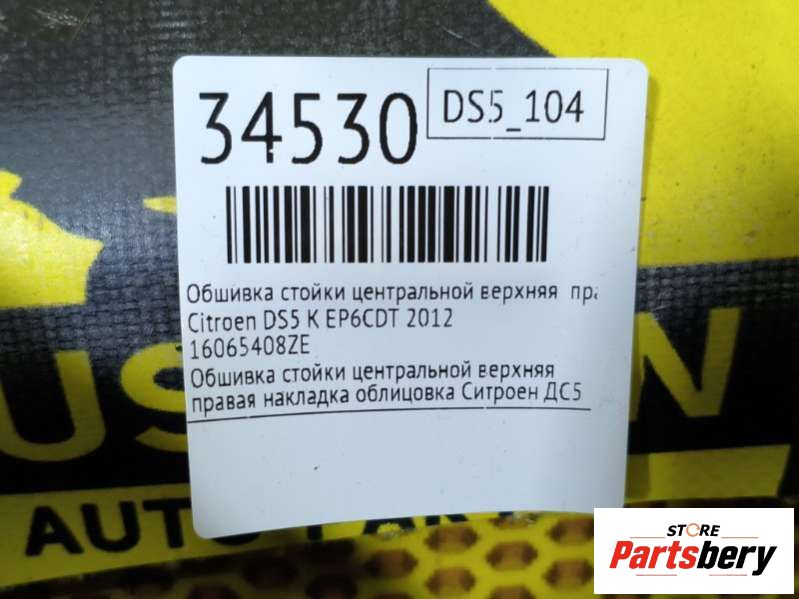 34530
DS5_104
Обшивка стойки центральной верхняя
Citroen DS5 K EP6CDT 2012
16065408ZE
Обшивка стойки центральной верхняя
правая накладка облицовка Ситроен ДС5
AUTO
STORE
Partsbery